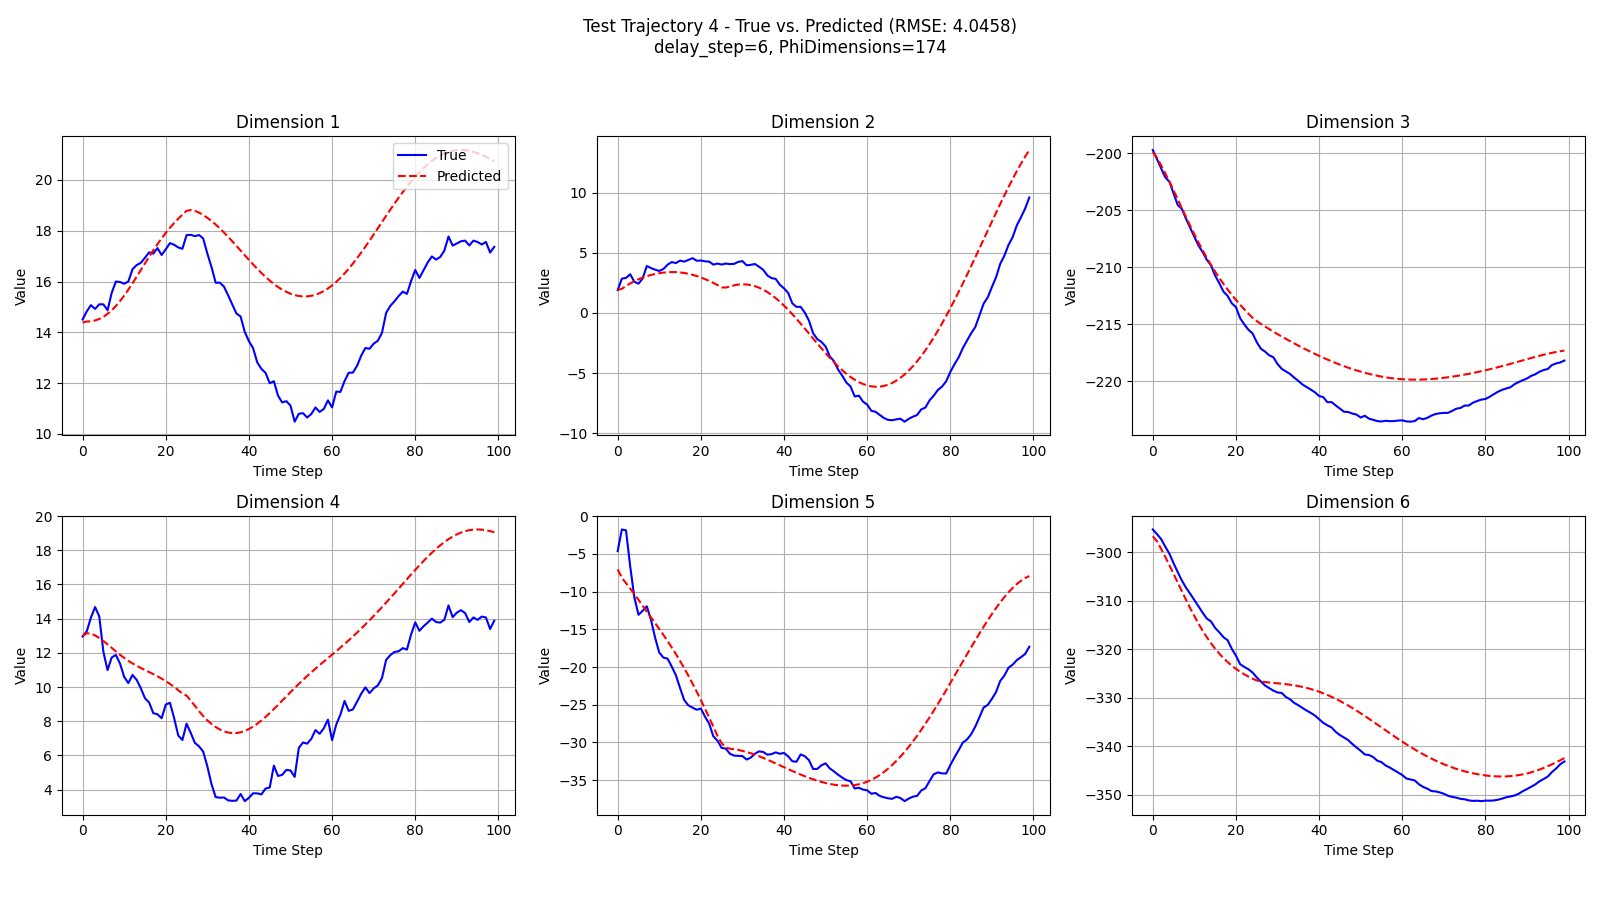 Test Trajectory 4 - True vs. Predicted (RMSE: 4.0458)
delay_step=6, PhiDimensions=174
Dimension 1
Value
20
18
16
14
12
10
0 20 40 60 80 100
Time Step
True
Predicted
Dimension 2
Value
10
5
0
−5
−10
0 20 40 60 80 100
Time Step
Dimension 3
Value
−200
−205
−210
−215
−220
0 20 40 60 80 100
Time Step
Dimension 4
Value
20
18
16
14
12
10
8
6
4
0 20 40 60 80 100
Time Step
Dimension 5
Value
0
−5
−10
−15
−20
−25
−30
−35
0 20 40 60 80 100
Time Step
Dimension 6
Value
−300
−310
−320
−330
−340
−350
0 20 40 60 80 100
Time Step